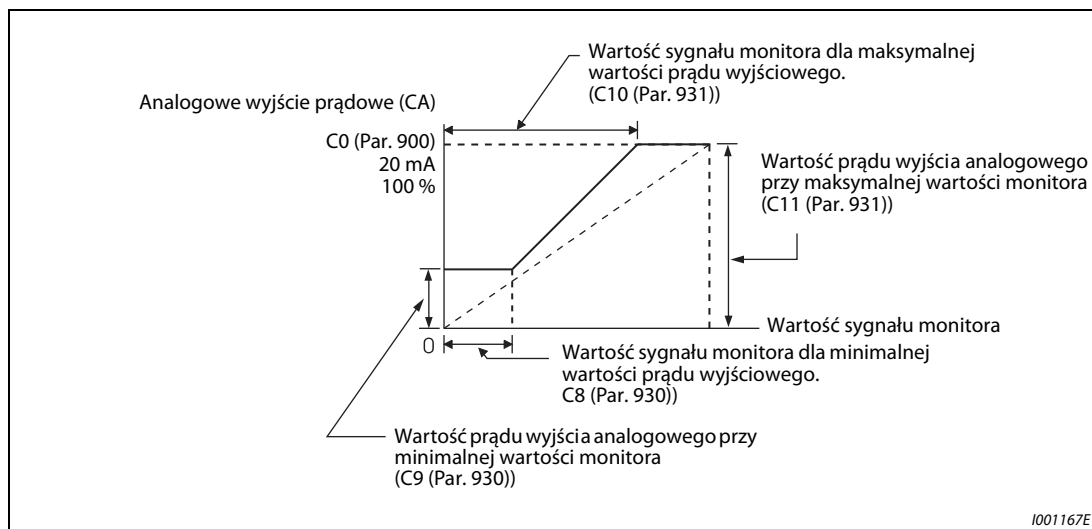 Wartość sygnału monitora dla maksymalnej
wartości prądu wyjściowego.
(C10 (Par. 931))
Analogowe wyjście prądowe (CA)
C0 (Par. 900)
20 mA
100 %
Wartość prądu wyjścia analogowego
przy maksymalnej wartości monitora
(C11 (Par. 931))
Wartość sygnału monitora
0
Wartość sygnału monitora dla minimalnej
wartości prądu wyjściowego.
C8 (Par. 930))
Wartość prądu wyjścia analogowego przy
minimalnej wartości monitora
(C9 (Par. 930))
I001167E